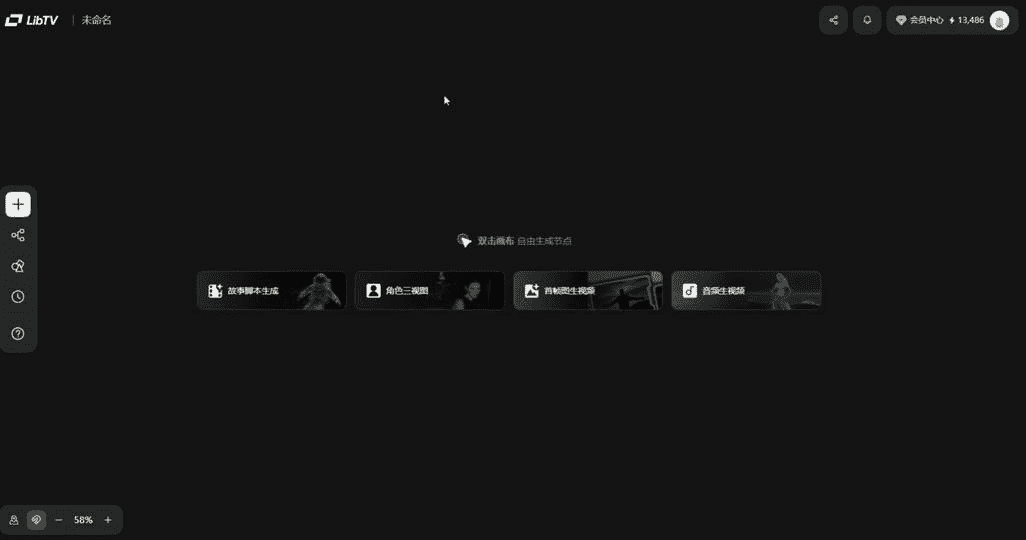 LibTV | 未命名
会员中心 13,486
双击画布 自由生成节点
故事脚本生成
角色三视图
首帧图生视频
音频生视频
58%